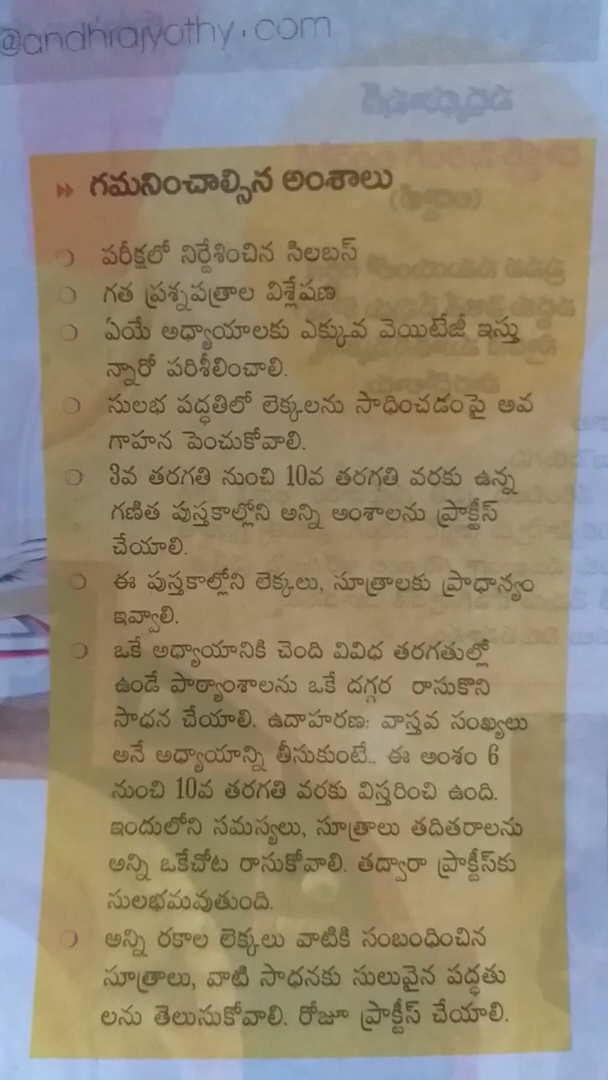 @andhrajyothy.com
గమనించాల్సిన అంశాలు
పరీక్షలో నిర్దేశించిన సిలబస్
గత ప్రశ్నపత్రాల విశ్లేషణ
ఏయే అధ్యాయాలకు ఎక్కువ వెయిటేజీ ఇస్తు
న్నారో పరిశీలించాలి.
సులభ పద్ధతిలో లెక్కలను సాధించడంపై అవ
గాహన పెంచుకోవాలి.
3వ తరగతి నుంచి 10వ తరగతి వరకు ఉన్న
గణిత పుస్తకాల్లోని అన్ని అంశాలను ప్రాక్టీస్
చేయాలి.
ఈ పుస్తకాల్లోని లెక్కలు, సూత్రాలకు ప్రాధాన్యం
ఇవ్వాలి.
ఒకే అధ్యాయానికి చెంది వివిధ తరగతుల్లో
ఉండే పాఠ్యాంశాలను ఒకే దగ్గర రాసుకొని
సాధన చేయాలి. ఉదాహరణ: వాస్తవ సంఖ్యలు
అనే అధ్యాయాన్ని తీసుకుంటే.. ఈ అంశం 6
నుంచి 10వ తరగతి వరకు విస్తరించి ఉంది.
ఇందులోని సమస్యలు, సూత్రాలు తదితరాలను
అన్ని ఒకేచోట రాసుకోవాలి. తద్వారా ప్రాక్టీస్‌కు
సులభమవుతుంది.
అన్ని రకాల లెక్కలు వాటికి సంబంధించిన
సూత్రాలు, వాటి సాధనకు సులువైన పద్ధతు
లను తెలుసుకోవాలి. రోజూ ప్రాక్టీస్ చేయాలి.